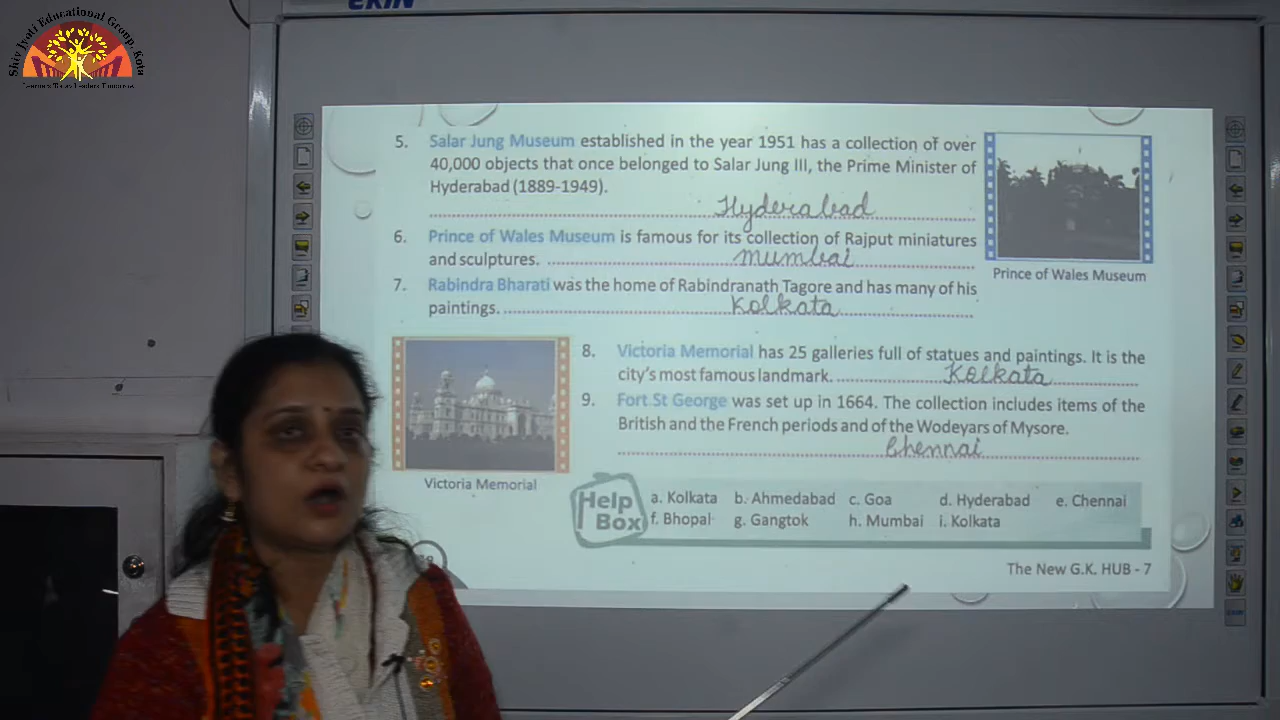 EKIN
Shiv Jyoti Educational Group, Kota
5. Salar Jung Museum established in the year 1951 has a collection of over
40,000 objects that once belonged to Salar Jung III, the Prime Minister of
Hyderabad (1889-1949).
Hyderabad
6. Prince of Wales Museum is famous for its collection of Rajput miniatures
and sculptures. Mumbai
Prince of Wales Museum
7. Rabindra Bharati was the home of Rabindranath Tagore and has many of his
paintings. Kolkata
8. Victoria Memorial has 25 galleries full of statues and paintings. It is the
city's most famous landmark. Kolkata
9. Fort St George was set up in 1664. The collection includes items of the
British and the French periods and of the Wodeyars of Mysore.
Chennai
Victoria Memorial
Help
Box
a. Kolkata b. Ahmedabad c. Goa d. Hyderabad e. Chennai
f. Bhopal g. Gangtok h. Mumbai i. Kolkata
The New G.K. HUB - 7